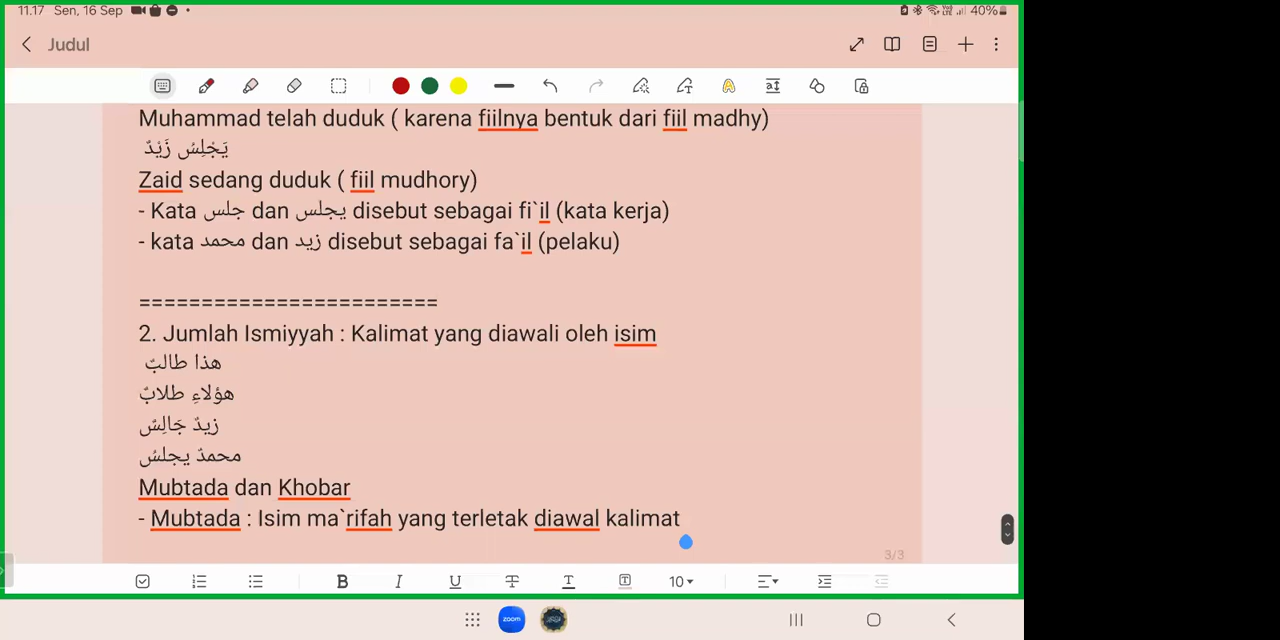 11.17 Sen, 16 Sep 40%
Judul
Muhammad telah duduk ( karena fiilnya bentuk dari fiil madhy)
يَجْلِسُ زَيْدٌ
Zaid sedang duduk ( fiil mudhory)
- Kata جلس dan يجلس disebut sebagai fi`il (kata kerja)
- kata محمد dan زيد disebut sebagai fa`il (pelaku)
========================
2. Jumlah Ismiyyah : Kalimat yang diawali oleh isim
هذا طالبٌ
هؤلاءِ طلابٌ
زيدٌ جَالِسٌ
محمدٌ يجلسُ
Mubtada dan Khobar
- Mubtada : Isim ma`rifah yang terletak diawal kalimat
3/3
B I U T T 10
zoom